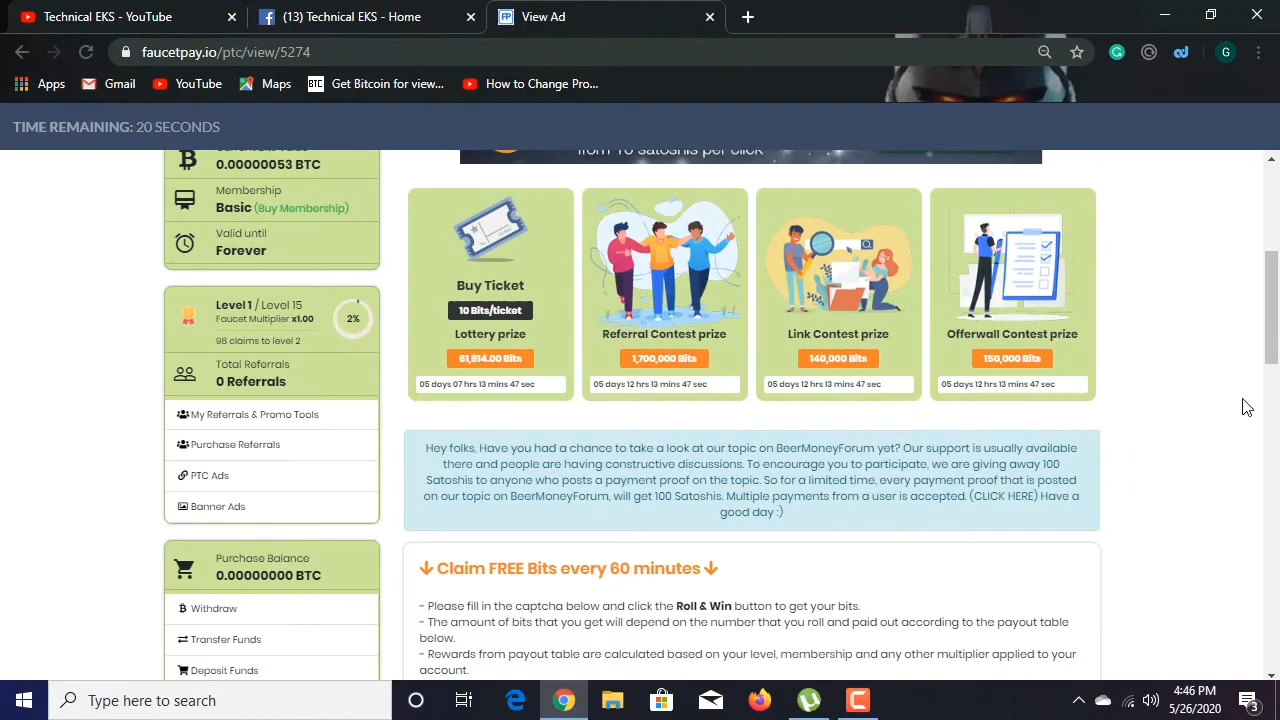 Technical EKS - YouTube
(13) Technical EKS - Home
FP
View Ad
faucetpay.io/ptc/view/5274
G
Apps
Gmail
YouTube
Maps
Get Bitcoin for view...
How to Change Pro...
TIME REMAINING: 20 SECONDS
0.00000053 BTC
Membership
Basic (Buy Membership)
Valid until
Forever
Level 1 / Level 15
Faucet Multiplier x1.00
98 claims to level 2
2%
Total Referrals
0 Referrals
My Referrals & Promo Tools
Purchase Referrals
PTC Ads
Banner Ads
Purchase Balance
0.00000000 BTC
Withdraw
Transfer Funds
Deposit Funds
from 10 satoshis per click
Buy Ticket
10 Bits/ticket
Lottery prize
61,814.00 Bits
05 days 07 hrs 13 mins 47 sec
Referral Contest prize
1,700,000 Bits
05 days 12 hrs 13 mins 47 sec
Link Contest prize
140,000 Bits
05 days 12 hrs 13 mins 47 sec
Offerwall Contest prize
150,000 Bits
05 days 12 hrs 13 mins 47 sec
Hey folks, Have you had a chance to take a look at our topic on BeerMoneyForum yet? Our support is usually available
there and people are having constructive discussions. To encourage you to participate, we are giving away 100
Satoshis to anyone who posts a payment proof on the topic. So for a limited time, every payment proof that is posted
on our topic on BeerMoneyForum, will get 100 Satoshis. Multiple payments from a user is accepted. (CLICK HERE) Have a
good day :)
Claim FREE Bits every 60 minutes
- Please fill in the captcha below and click the Roll & Win button to get your bits.
- The amount of bits that you get will depend on the number that you roll and paid out according to the payout table
below.
- Rewards from payout table are calculated based on your level, membership and any other multiplier applied to your
account.
Type here to search
4:46 PM
5/26/2020
3